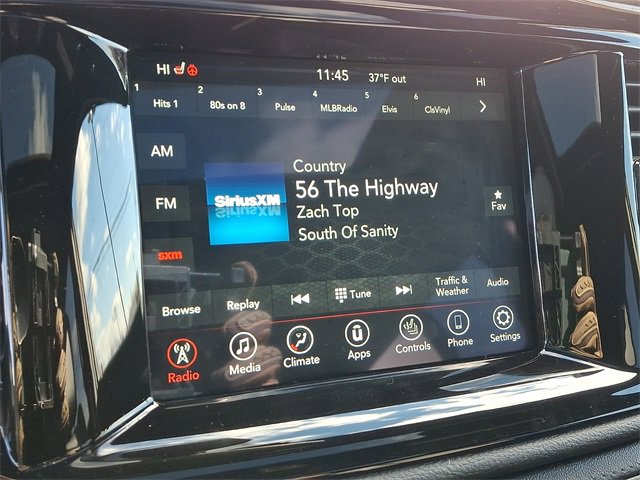 HI 11:45 37°F out HI
1 Hits 1 2 80s on 8 3 Pulse 4 MLBRadio 5 Elvis 6 ClsVinyl
AM
FM
sxm
SiriusXM
Country
56 The Highway
Zach Top
South Of Sanity
Fav
Browse Replay Tune Traffic & Weather Audio
Radio Media Climate Apps Controls Phone Settings